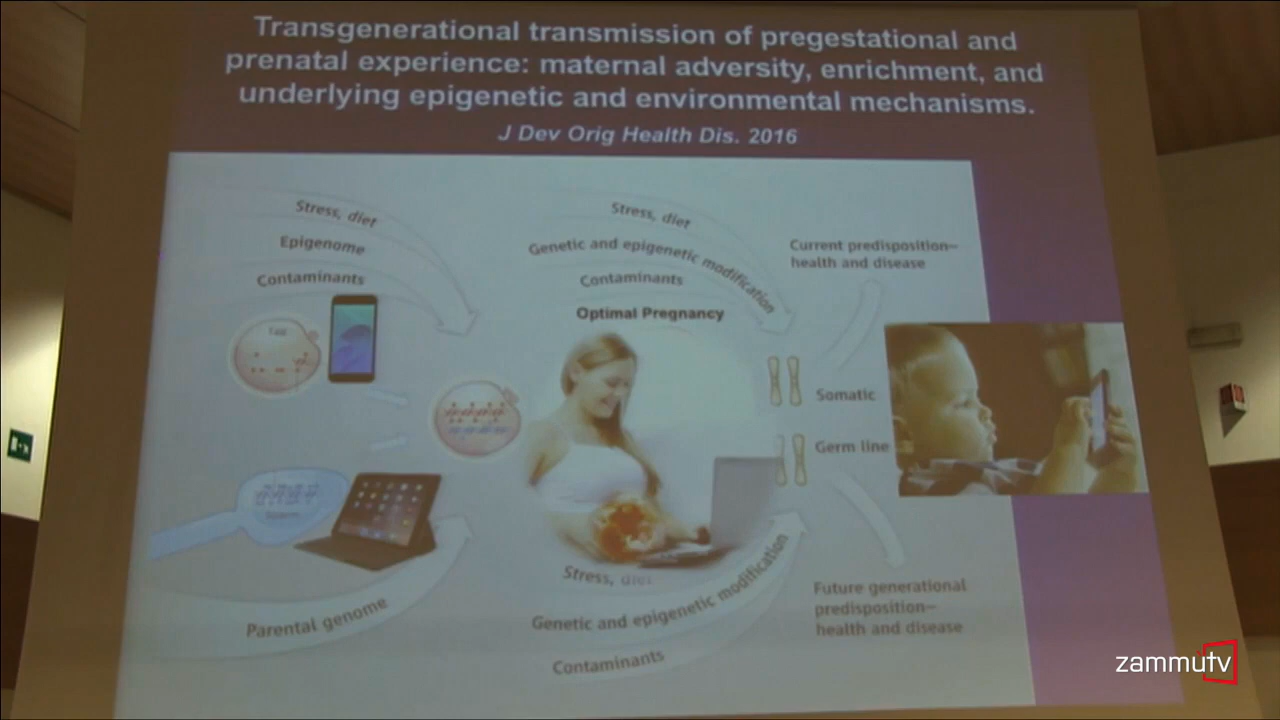 Transgenerational transmission of pregestational and
prenatal experience: maternal adversity, enrichment, and
underlying epigenetic and environmental mechanisms.
J Dev Orig Health Dis. 2016
Stress, diet
Epigenome
Contaminants
Stress, diet
Genetic and epigenetic modification
Contaminants
Optimal Pregnancy
Current predisposition–
health and disease
Somatic
Germ line
Sperm
Parental genome
Stress, diet
Genetic and epigenetic modification
Contaminants
Future generational
predisposition–
health and disease
zammutv